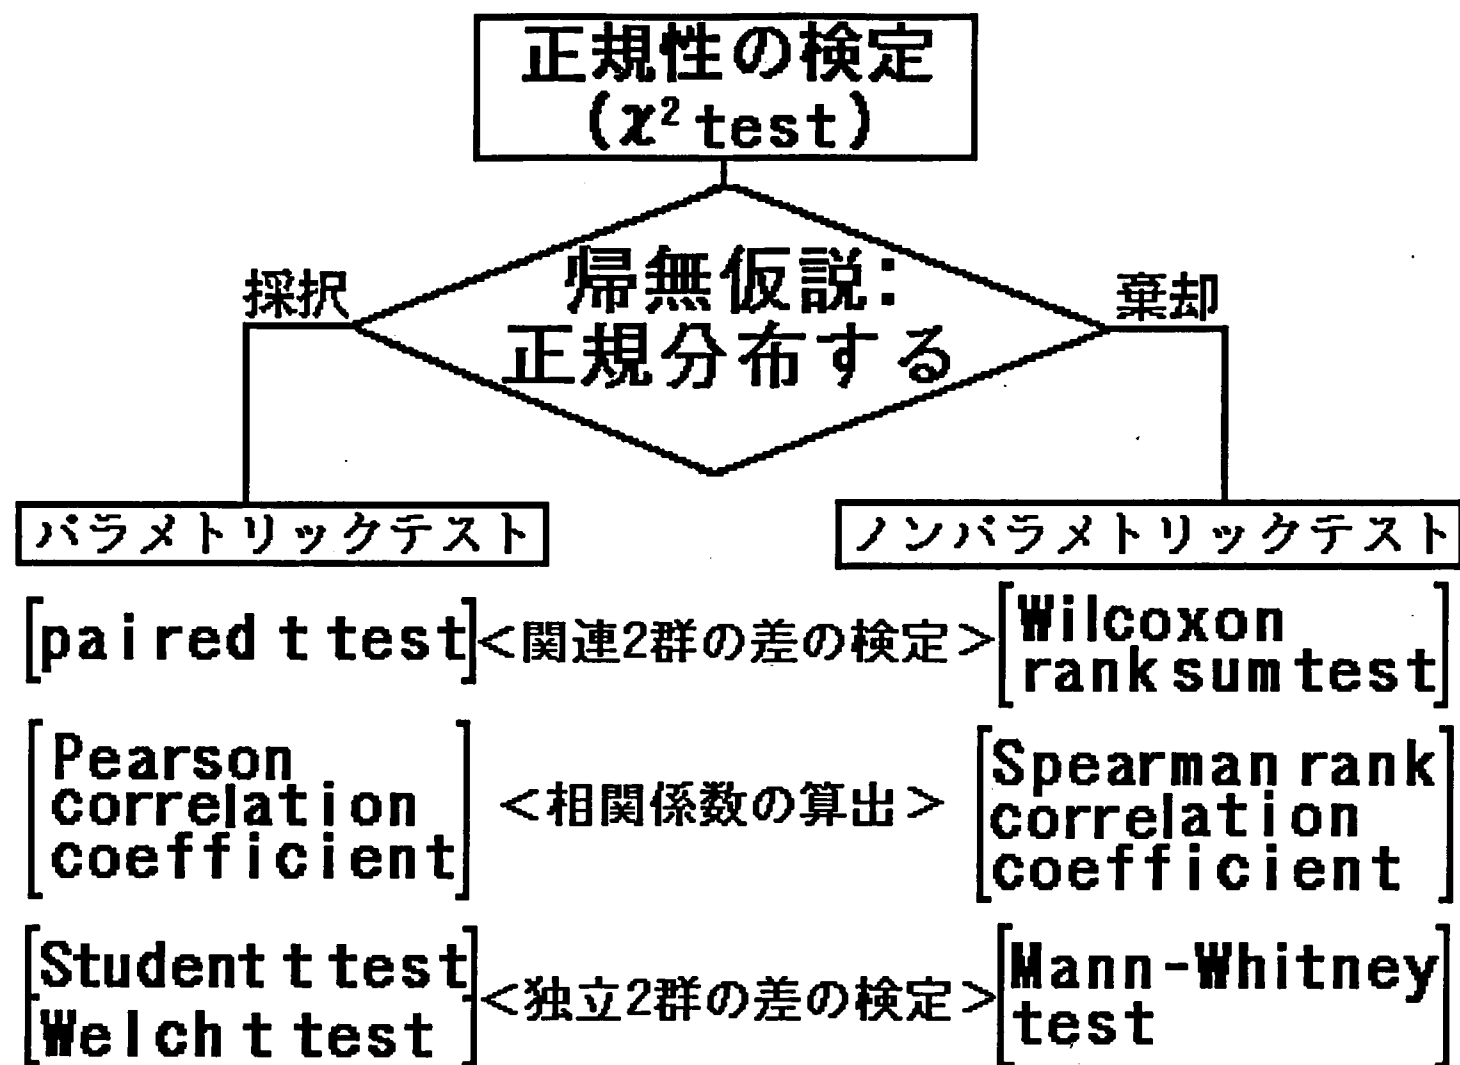 正規性の検定
(χ² test)
帰無仮説:
正規分布する
採択
棄却
パラメトリックテスト
ノンパラメトリックテスト
paired t test
<関連2群の差の検定>
Wilcoxon
rank sum test
Pearson
correlation
coefficient
<相関係数の算出>
Spearman rank
correlation
coefficient
Student t test
Welch t test
<独立2群の差の検定>
Mann-Whitney
test